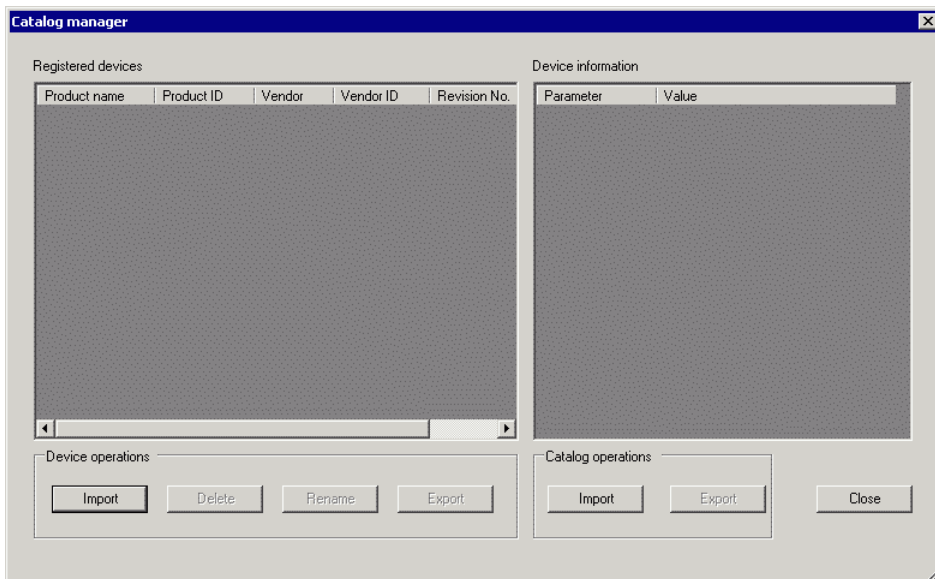 Catalog manager
Registered devices
Device information
Product name Product ID Vendor Vendor ID Revision No.
Parameter Value
Device operations
Import Delete Rename Export
Catalog operations
Import Export
Close